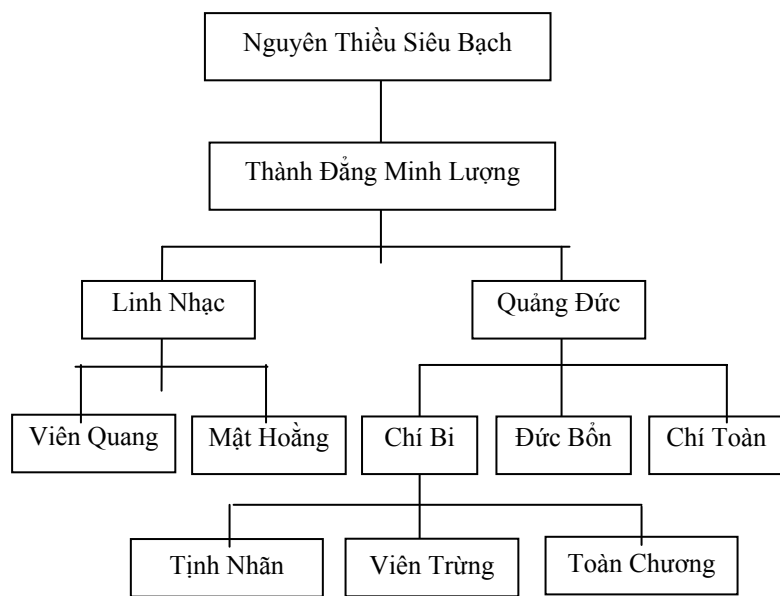 Nguyên Thiều Siêu Bạch
Thành Đẳng Minh Lượng
Linh Nhạc
Quảng Đức
Viên Quang
Mật Hoằng
Chí Bi
Đức Bổn
Chí Toàn
Tịnh Nhãn
Viên Trừng
Toàn Chương